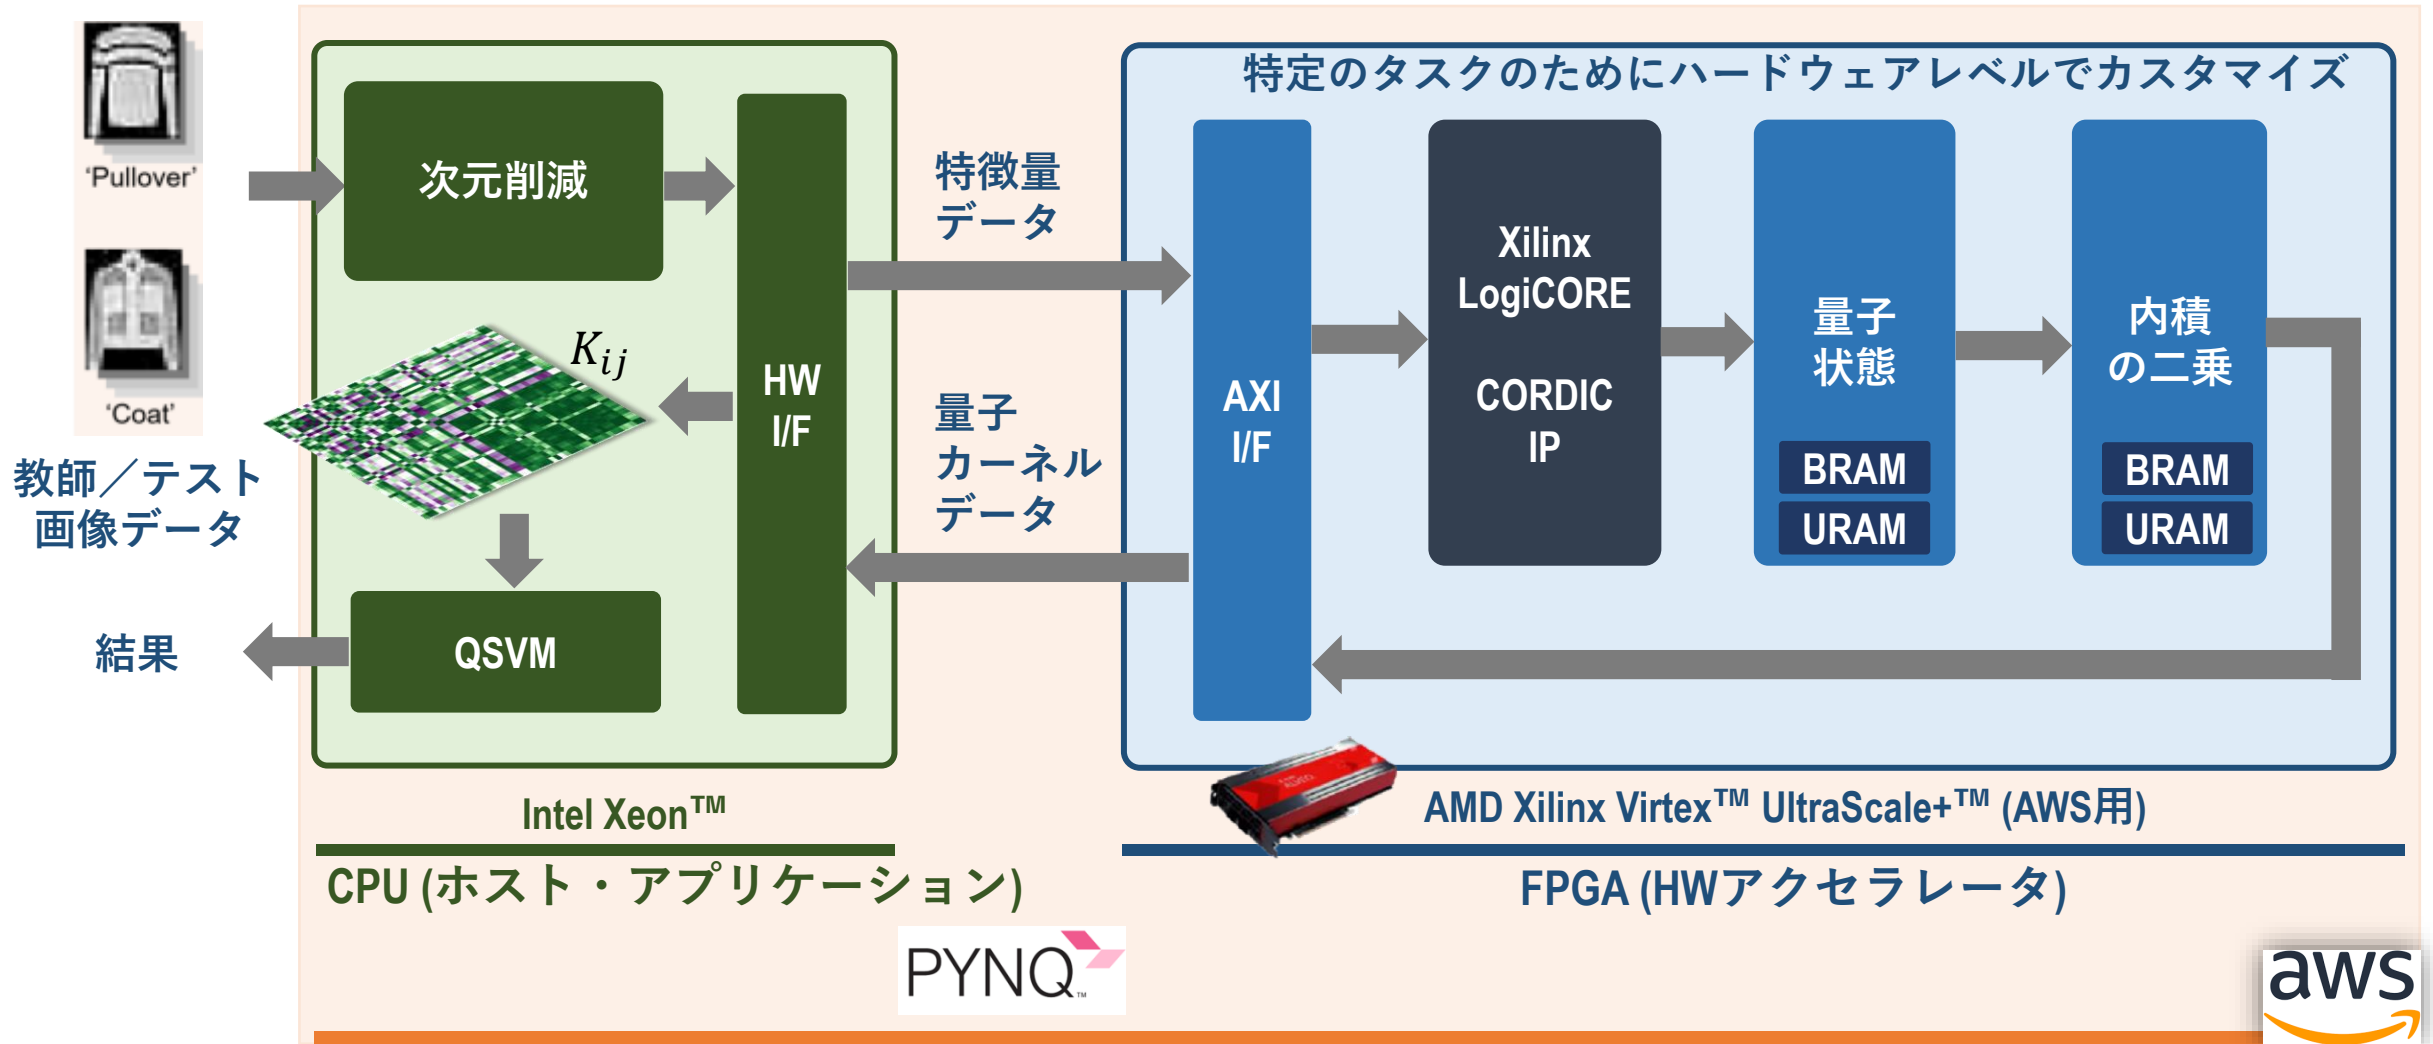 'Pullover'
'Coat'
教師／テスト
画像データ
結果
次元削減
K_{ij}
QSVM
HW
I/F
特徴量
データ
量子
カーネル
データ
特定のタスクのためにハードウェアレベルでカスタマイズ
AXI
I/F
Xilinx
LogiCORE
CORDIC
IP
量子
状態
BRAM
URAM
内積
の二乗
BRAM
URAM
Intel Xeon™
CPU (ホスト・アプリケーション)
AMD Xilinx Virtex™ UltraScale+™ (AWS用)
FPGA (HWアクセラレータ)
PYNQ™
aws